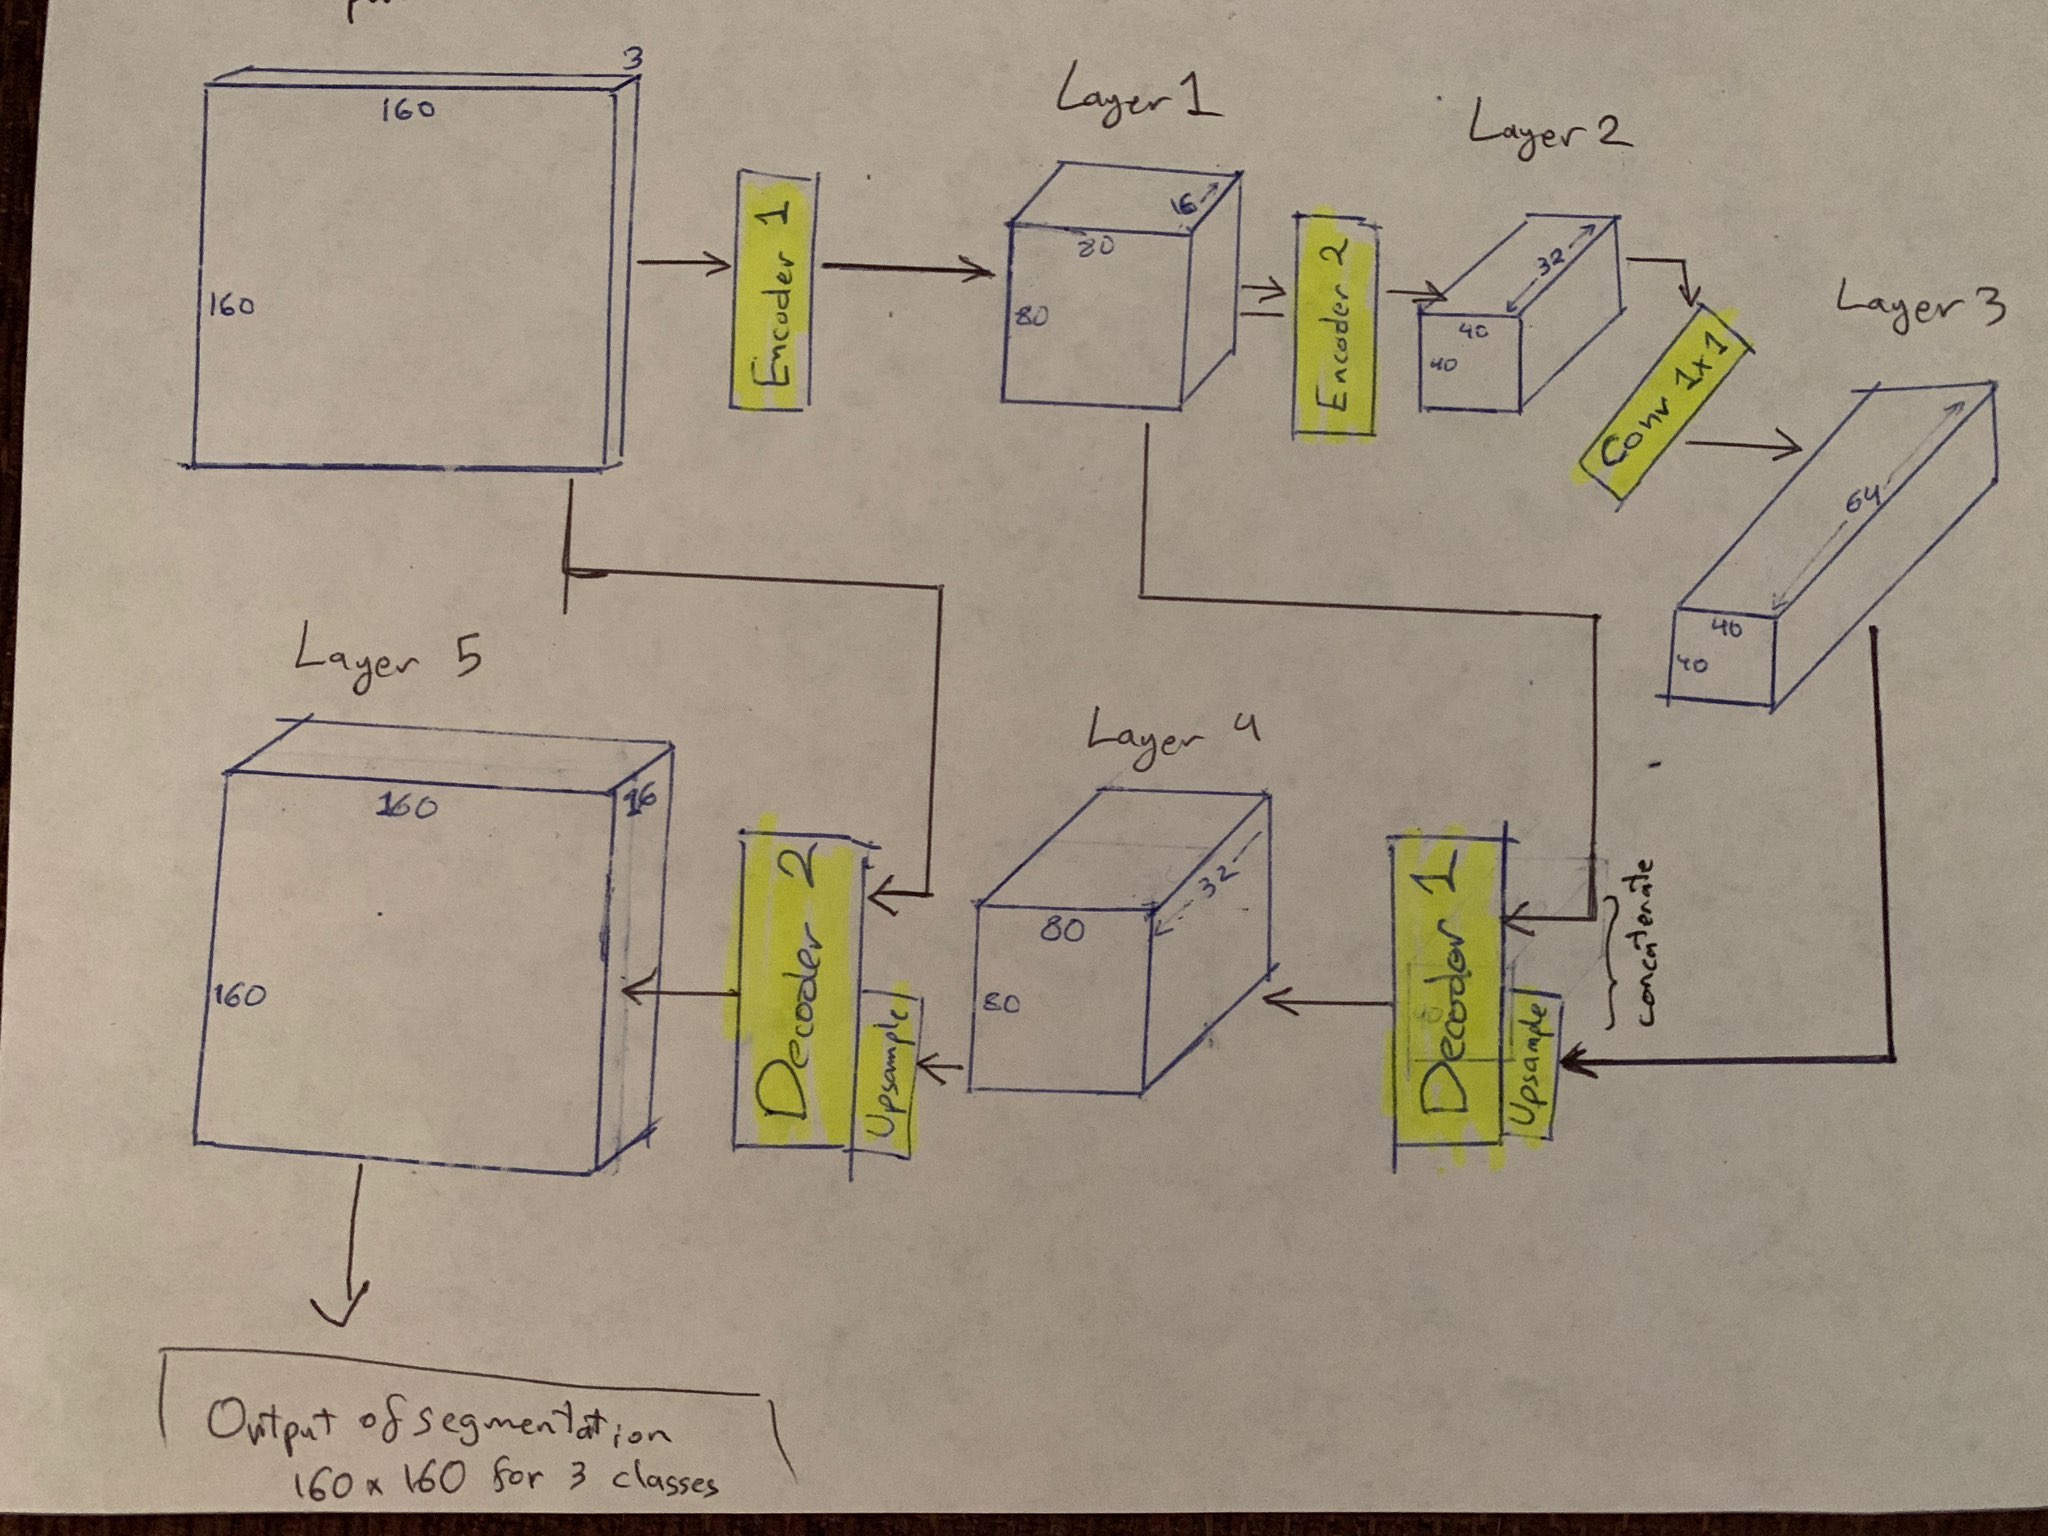 3
160
160
Encoder 1
Layer 1
16
80
80
Encoder 2
Layer 2
32
40
40
Conv 1x1
Layer 3
64
40
40
Layer 5
160
16
160
Decoder 2
Upsample
Layer 4
32
80
80
Decoder 1
Upsample
concatenate
Output of segmentation
160 x 160 for 3 classes